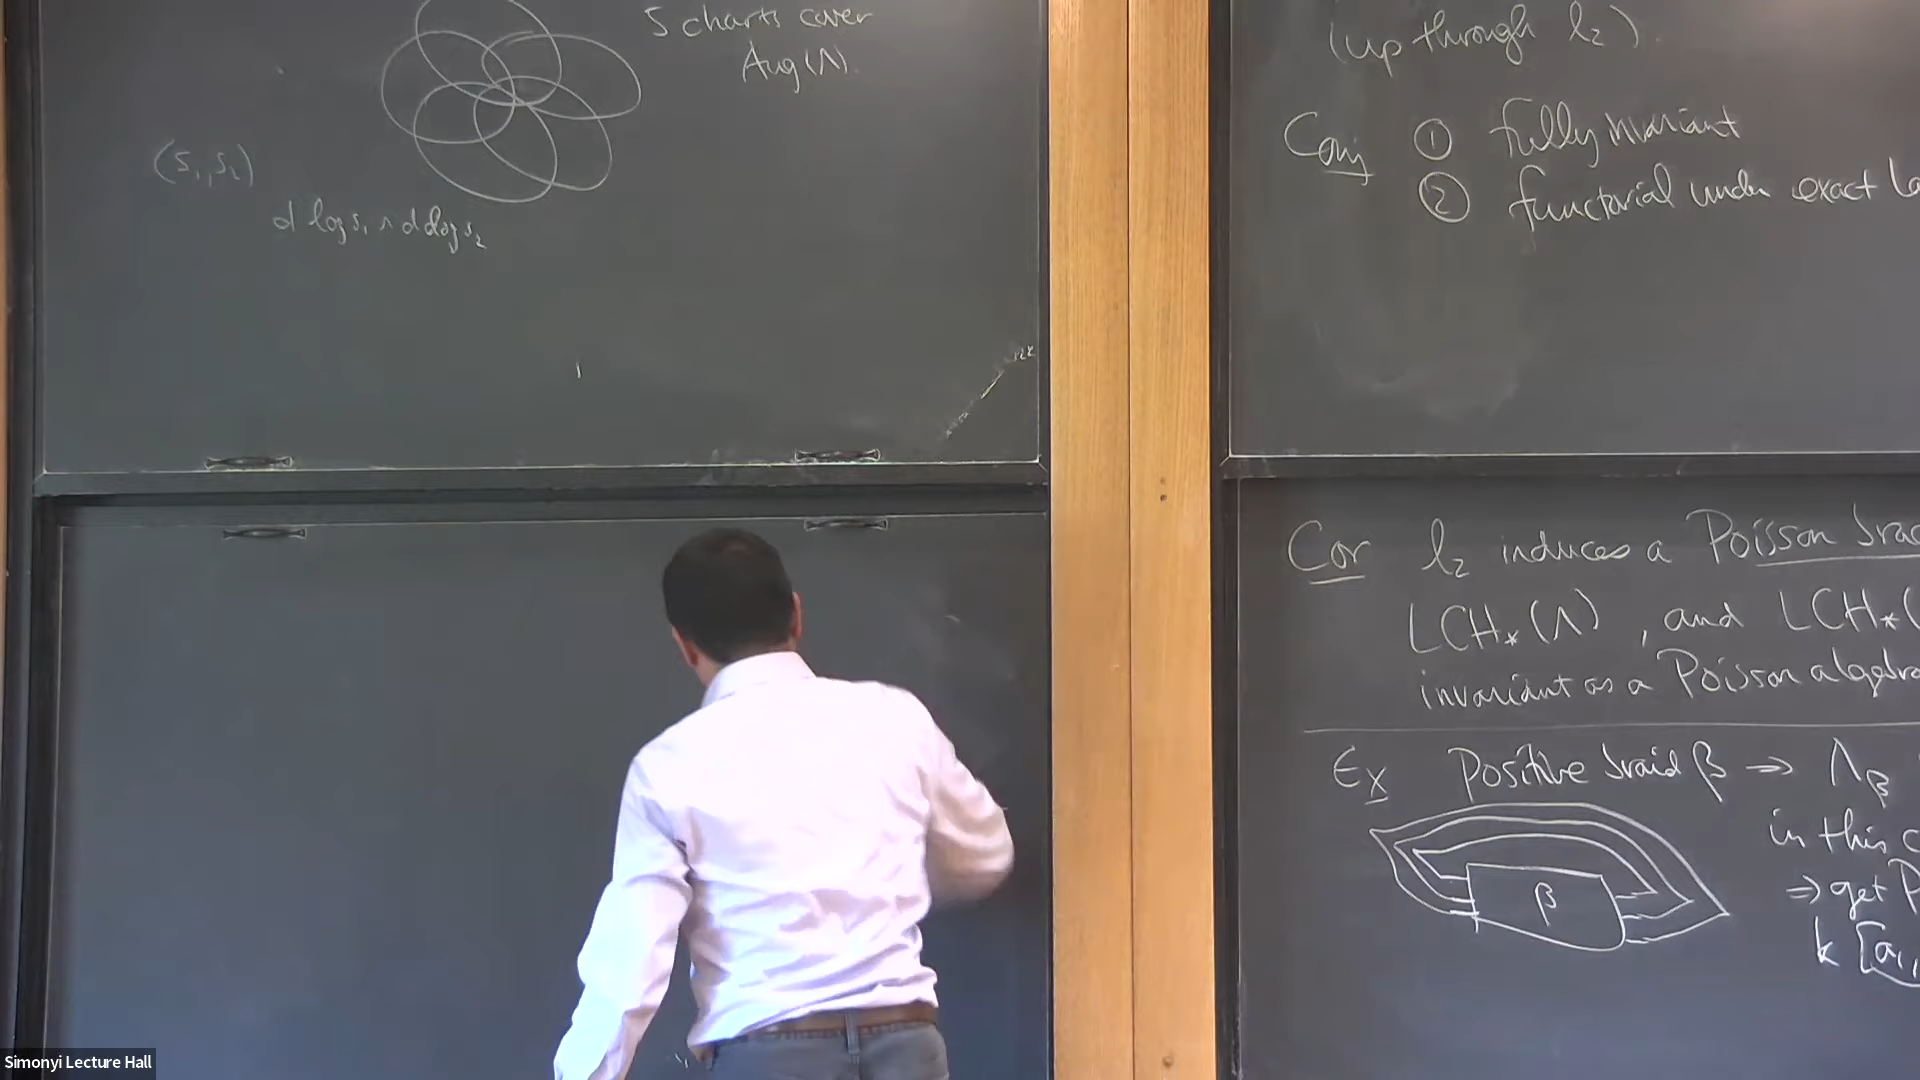 5 charts cover
Aug(Λ).
(s₁, s₂)
d log s₁ ∧ d log s₂
(up through l₂).
Conj ① fully invariant
② functorial under exact La
Cor l₂ induces a Poisson brac
LCH⁎(Λ), and LCH⁎(
invariant as a Poisson algebra
Ex Positive braid β → Λβ
in this c
β
⇒ get P
k [a₁,
Simonyi Lecture Hall